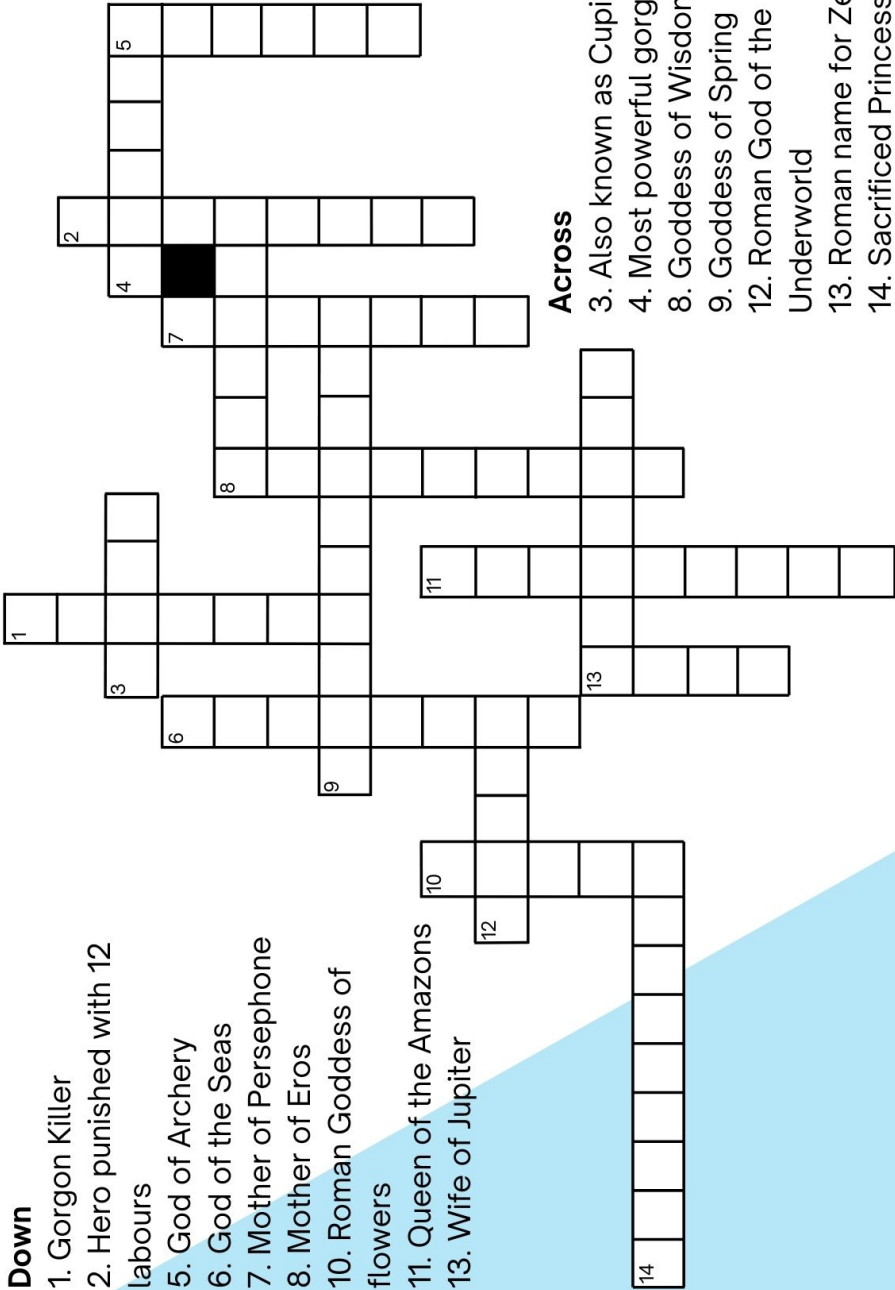 Down
1. Gorgon Killer
2. Hero punished with 12
labours
5. God of Archery
6. God of the Seas
7. Mother of Persephone
8. Mother of Eros
10. Roman Goddess of
flowers
11. Queen of the Amazons
13. Wife of Jupiter
1
2
3 4 5
6 7
8
9
10 11
12
13
14
Across
3. Also known as Cupi
4. Most powerful gorg
8. Goddess of Wisdom
9. Goddess of Spring
12. Roman God of the
Underworld
13. Roman name for Ze
14. Sacrificed Princess